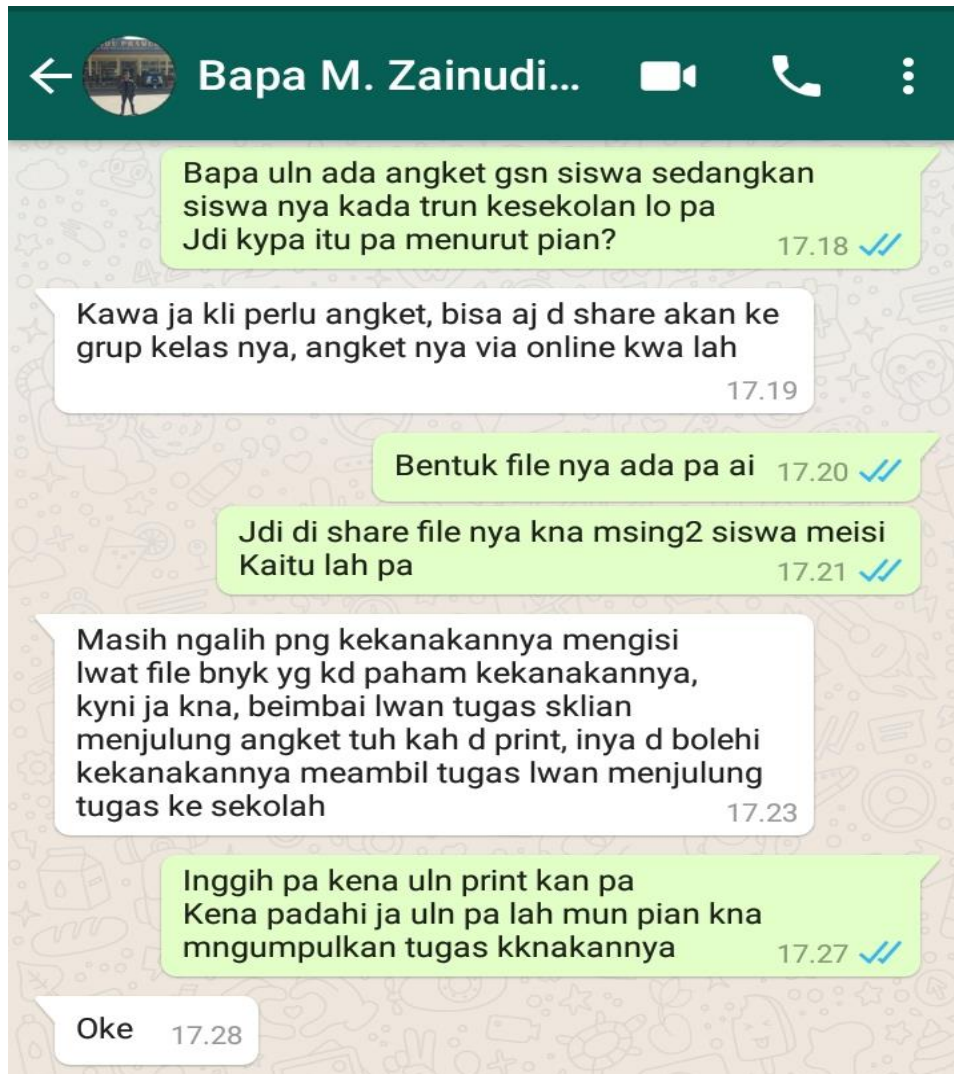 Bapa M. Zainudi...
Bapa uln ada angket gsn siswa sedangkan
siswa nya kada trun kesekolan lo pa
Jdi kypa itu pa menurut pian?
17.18
Kawa ja kli perlu angket, bisa aj d share akan ke
grup kelas nya, angket nya via online kwa lah
17.19
Bentuk file nya ada pa ai 17.20
Jdi di share file nya kna msing2 siswa meisi
Kaitu lah pa
17.21
Masih ngalih png kekanakannya mengisi
lwat file bnyk yg kd paham kekanakannya,
kyni ja kna, beimbai lwan tugas sklian
menjulung angket tuh kah d print, inya d bolehi
kekanakannya meambil tugas lwan menjulung
tugas ke sekolah
17.23
Inggih pa kena uln print kan pa
Kena padahi ja uln pa lah mun pian kna
mngumpulkan tugas kknakannya
17.27
Oke 17.28